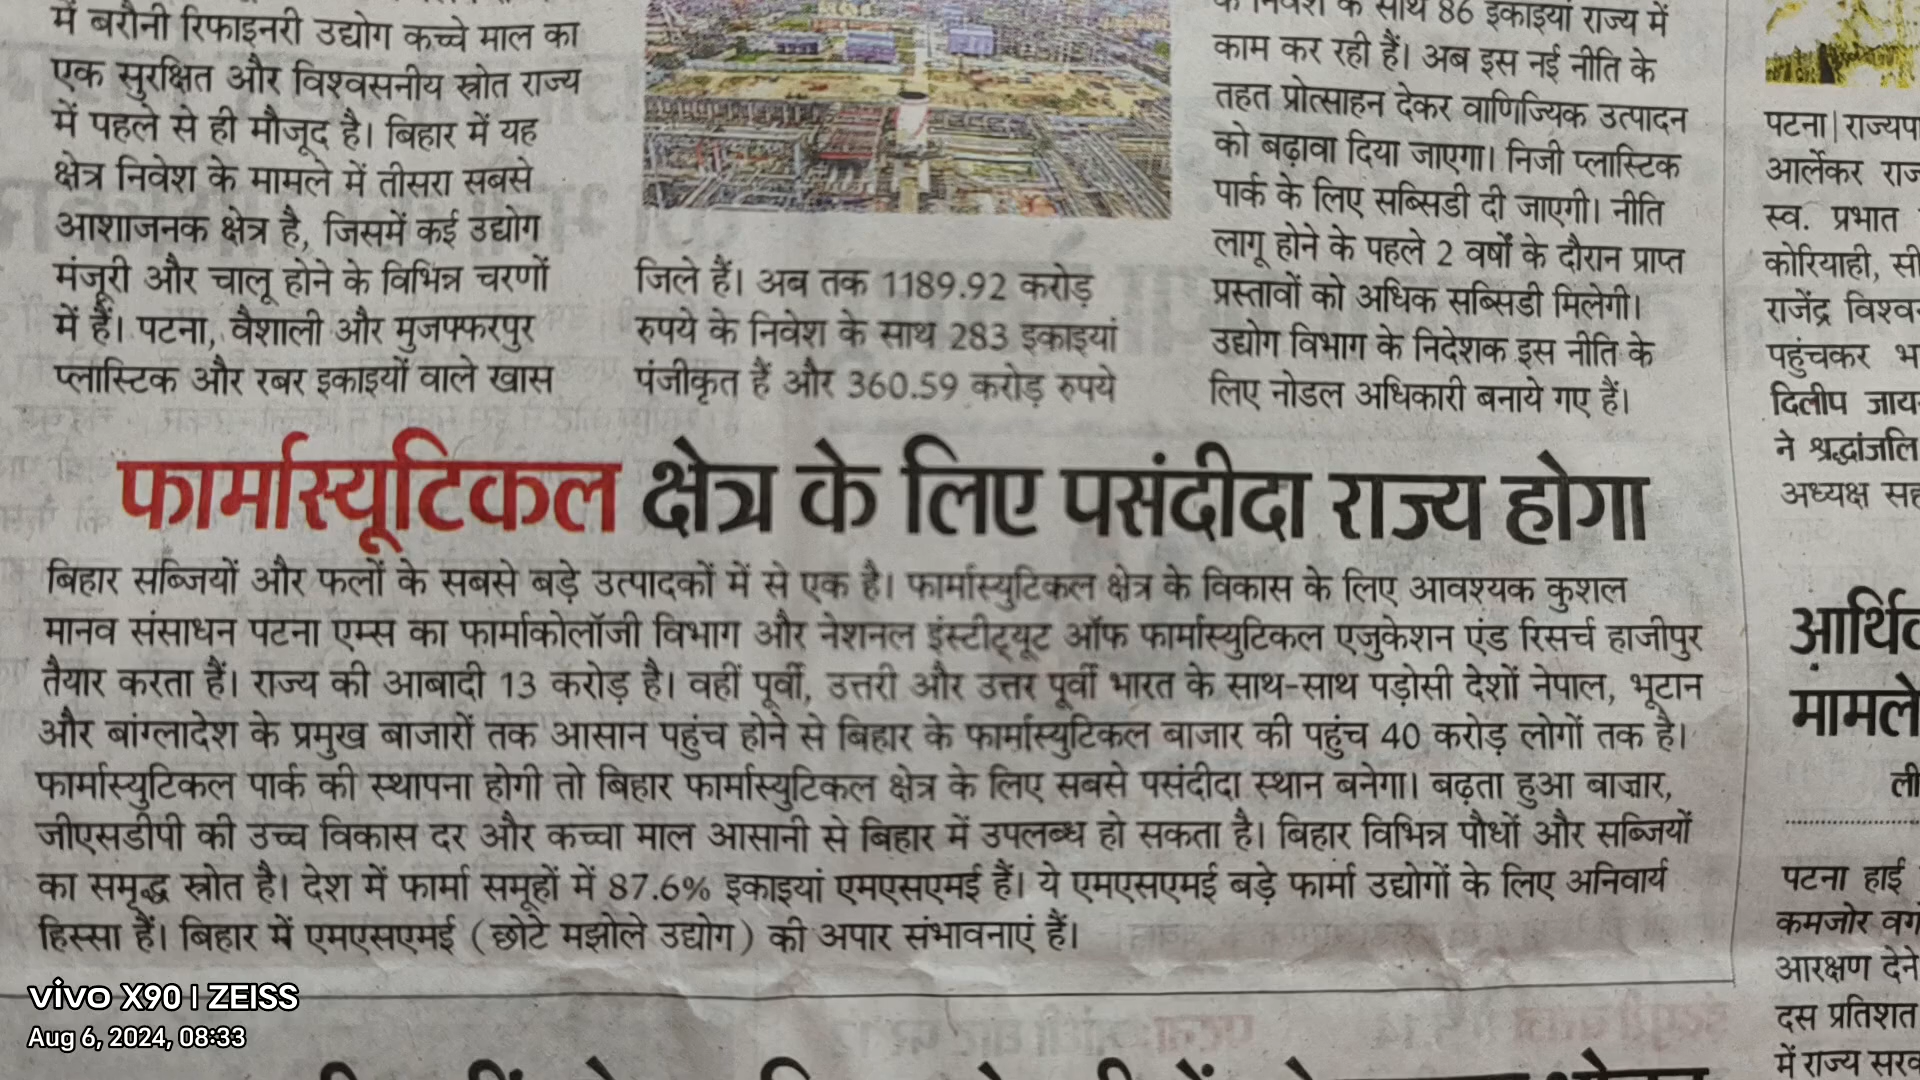 में बरौनी रिफाइनरी उद्योग कच्चे माल का
एक सुरक्षित और विश्वसनीय स्रोत राज्य
में पहले से ही मौजूद है। बिहार में यह
क्षेत्र निवेश के मामले में तीसरा सबसे
आशाजनक क्षेत्र है, जिसमें कई उद्योग
मंजूरी और चालू होने के विभिन्न चरणों
में हैं। पटना, वैशाली और मुजफ्फरपुर
प्लास्टिक और रबर इकाइयों वाले खास
जिले हैं। अब तक 1189.92 करोड़
रुपये के निवेश के साथ 283 इकाइयां
पंजीकृत हैं और 360.59 करोड़ रुपये
के निवेश के साथ 86 इकाइयां राज्य में
काम कर रही हैं। अब इस नई नीति के
तहत प्रोत्साहन देकर वाणिज्यिक उत्पादन
को बढ़ावा दिया जाएगा। निजी प्लास्टिक
पार्क के लिए सब्सिडी दी जाएगी। नीति
लागू होने के पहले 2 वर्षों के दौरान प्राप्त
प्रस्तावों को अधिक सब्सिडी मिलेगी।
उद्योग विभाग के निदेशक इस नीति के
लिए नोडल अधिकारी बनाये गए हैं।
फार्मास्यूटिकल क्षेत्र के लिए पसंदीदा राज्य होगा
बिहार सब्जियों और फलों के सबसे बड़े उत्पादकों में से एक है। फार्मास्युटिकल क्षेत्र के विकास के लिए आवश्यक कुशल
मानव संसाधन पटना एम्स का फार्माकोलॉजी विभाग और नेशनल इंस्टीट्यूट ऑफ फार्मास्युटिकल एजुकेशन एंड रिसर्च हाजीपुर
तैयार करता हैं। राज्य की आबादी 13 करोड़ है। वहीं पूर्वी, उत्तरी और उत्तर पूर्वी भारत के साथ-साथ पड़ोसी देशों नेपाल, भूटान
और बांग्लादेश के प्रमुख बाजारों तक आसान पहुंच होने से बिहार के फार्मास्युटिकल बाजार की पहुंच 40 करोड़ लोगों तक है।
फार्मास्युटिकल पार्क की स्थापना होगी तो बिहार फार्मास्युटिकल क्षेत्र के लिए सबसे पसंदीदा स्थान बनेगा। बढ़ता हुआ बाजार,
जीएसडीपी की उच्च विकास दर और कच्चा माल आसानी से बिहार में उपलब्ध हो सकता है। बिहार विभिन्न पौधों और सब्जियों
का समृद्ध स्रोत है। देश में फार्मा समूहों में 87.6% इकाइयां एमएसएमई हैं। ये एमएसएमई बड़े फार्मा उद्योगों के लिए अनिवार्य
हिस्सा हैं। बिहार में एमएसएमई (छोटे मझोले उद्योग) की अपार संभावनाएं हैं।
पटना|
आर्लेकर
स्व. प्रभात
कोरियाही,
राजेंद्र
पहुंचकर
दिलीप
ने
अध्यक्ष
मामले
पटना हाई
कमजोर
आरक्षण देने
दस प्रतिशत
में राज्य
vivo X90 | ZEISS
Aug 6, 2024, 08:33